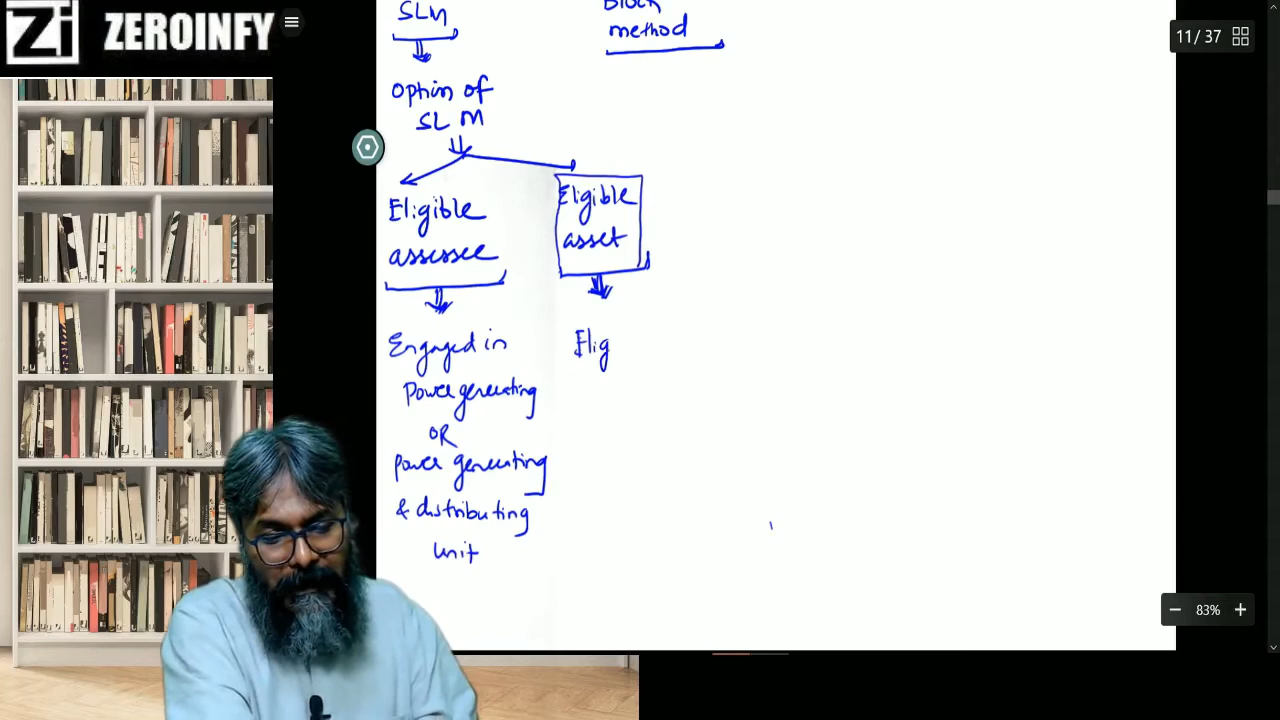 Zi ZEROINFY
11 / 37
SLM
Block
method
Option of
SLM
Eligible
assessee
Eligible
asset
Engaged in
Power generating
OR
power generating
& distributing
unit
Elig
83%